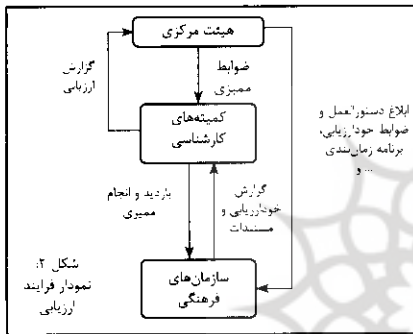 هیئت مرکزی
گزارش
ارزیابی
ضوابط
ممیزی
کمیته‌های
کارشناسی
ابلاغ دستورالعمل و
ضوابط خودارزیابی،
برنامه زمان‌بندی
و ...
بازدید و انجام
ممیزی
گزارش
خودارزیابی و
مستندات
سازمان‌های
فرهنگی
شکل ۲:
نمودار فرایند
ارزیابی